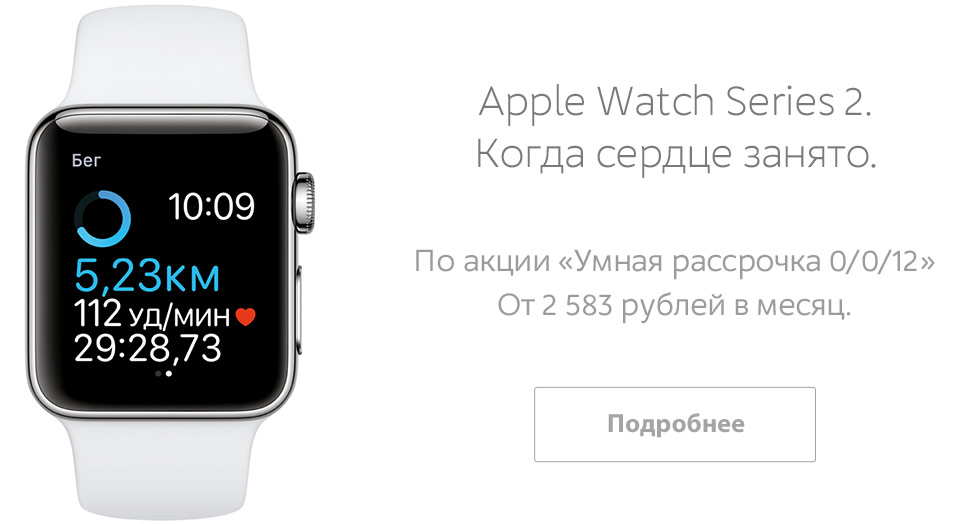 Бег
10:09
5,23км
112 уд/мин
29:28,73
Apple Watch Series 2.
Когда сердце занято.
По акции «Умная рассрочка 0/0/12»
От 2 583 рублей в месяц.
Подробнее